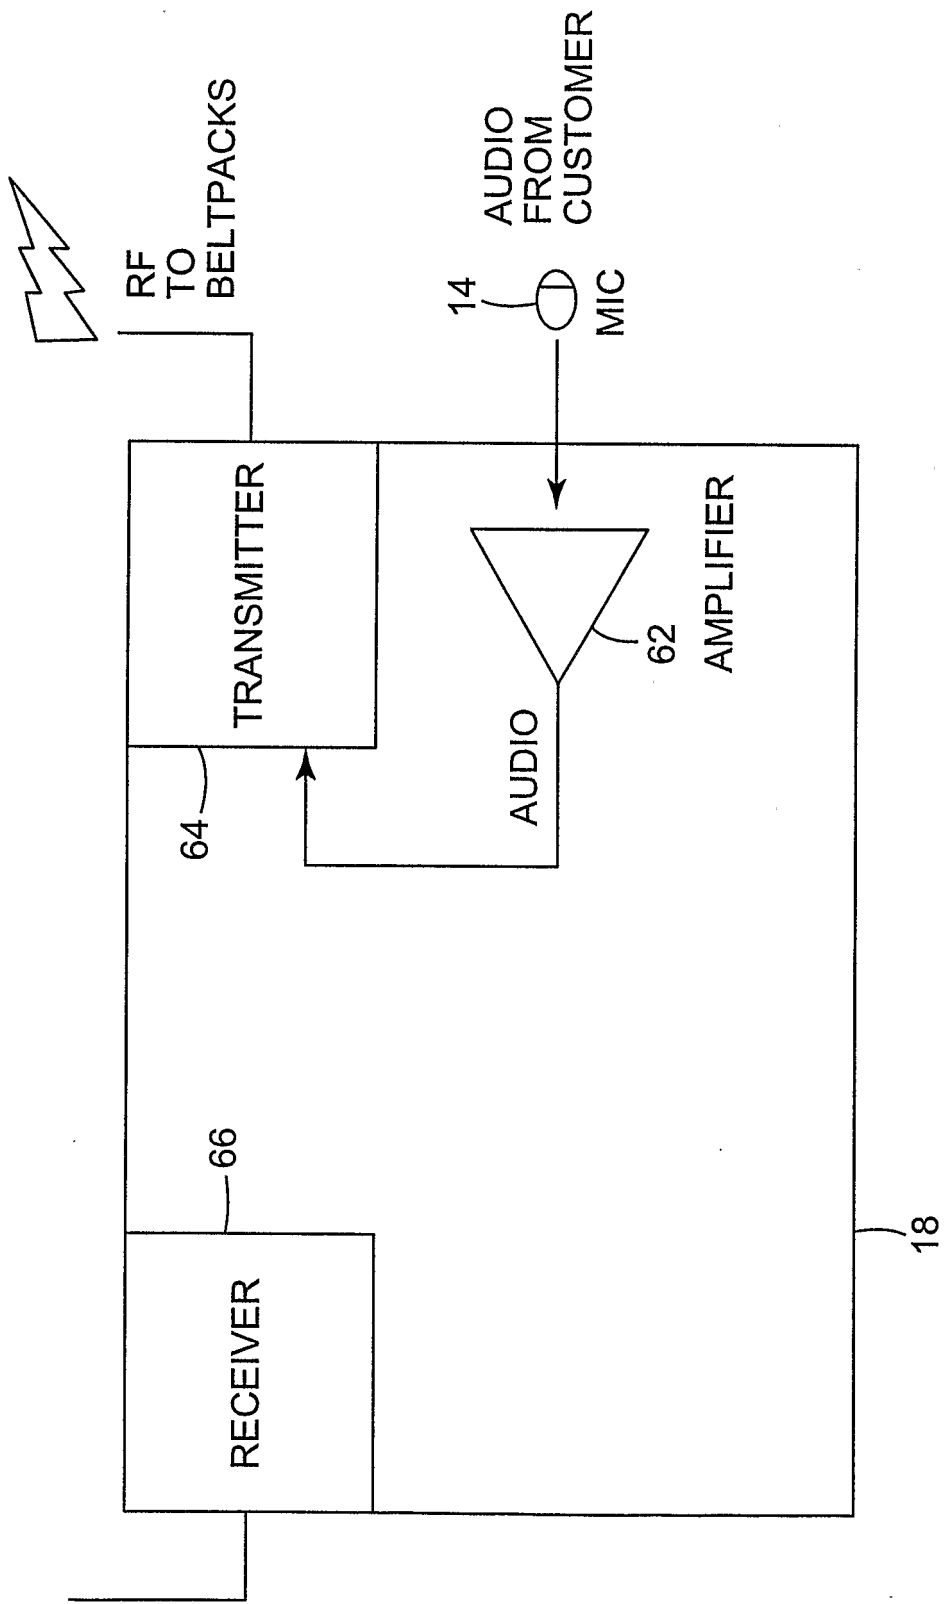 RF
TO
BELTPACKS
AUDIO
FROM
CUSTOMER
14
MIC
TRANSMITTER
64
AUDIO
62
AMPLIFIER
66
RECEIVER
18